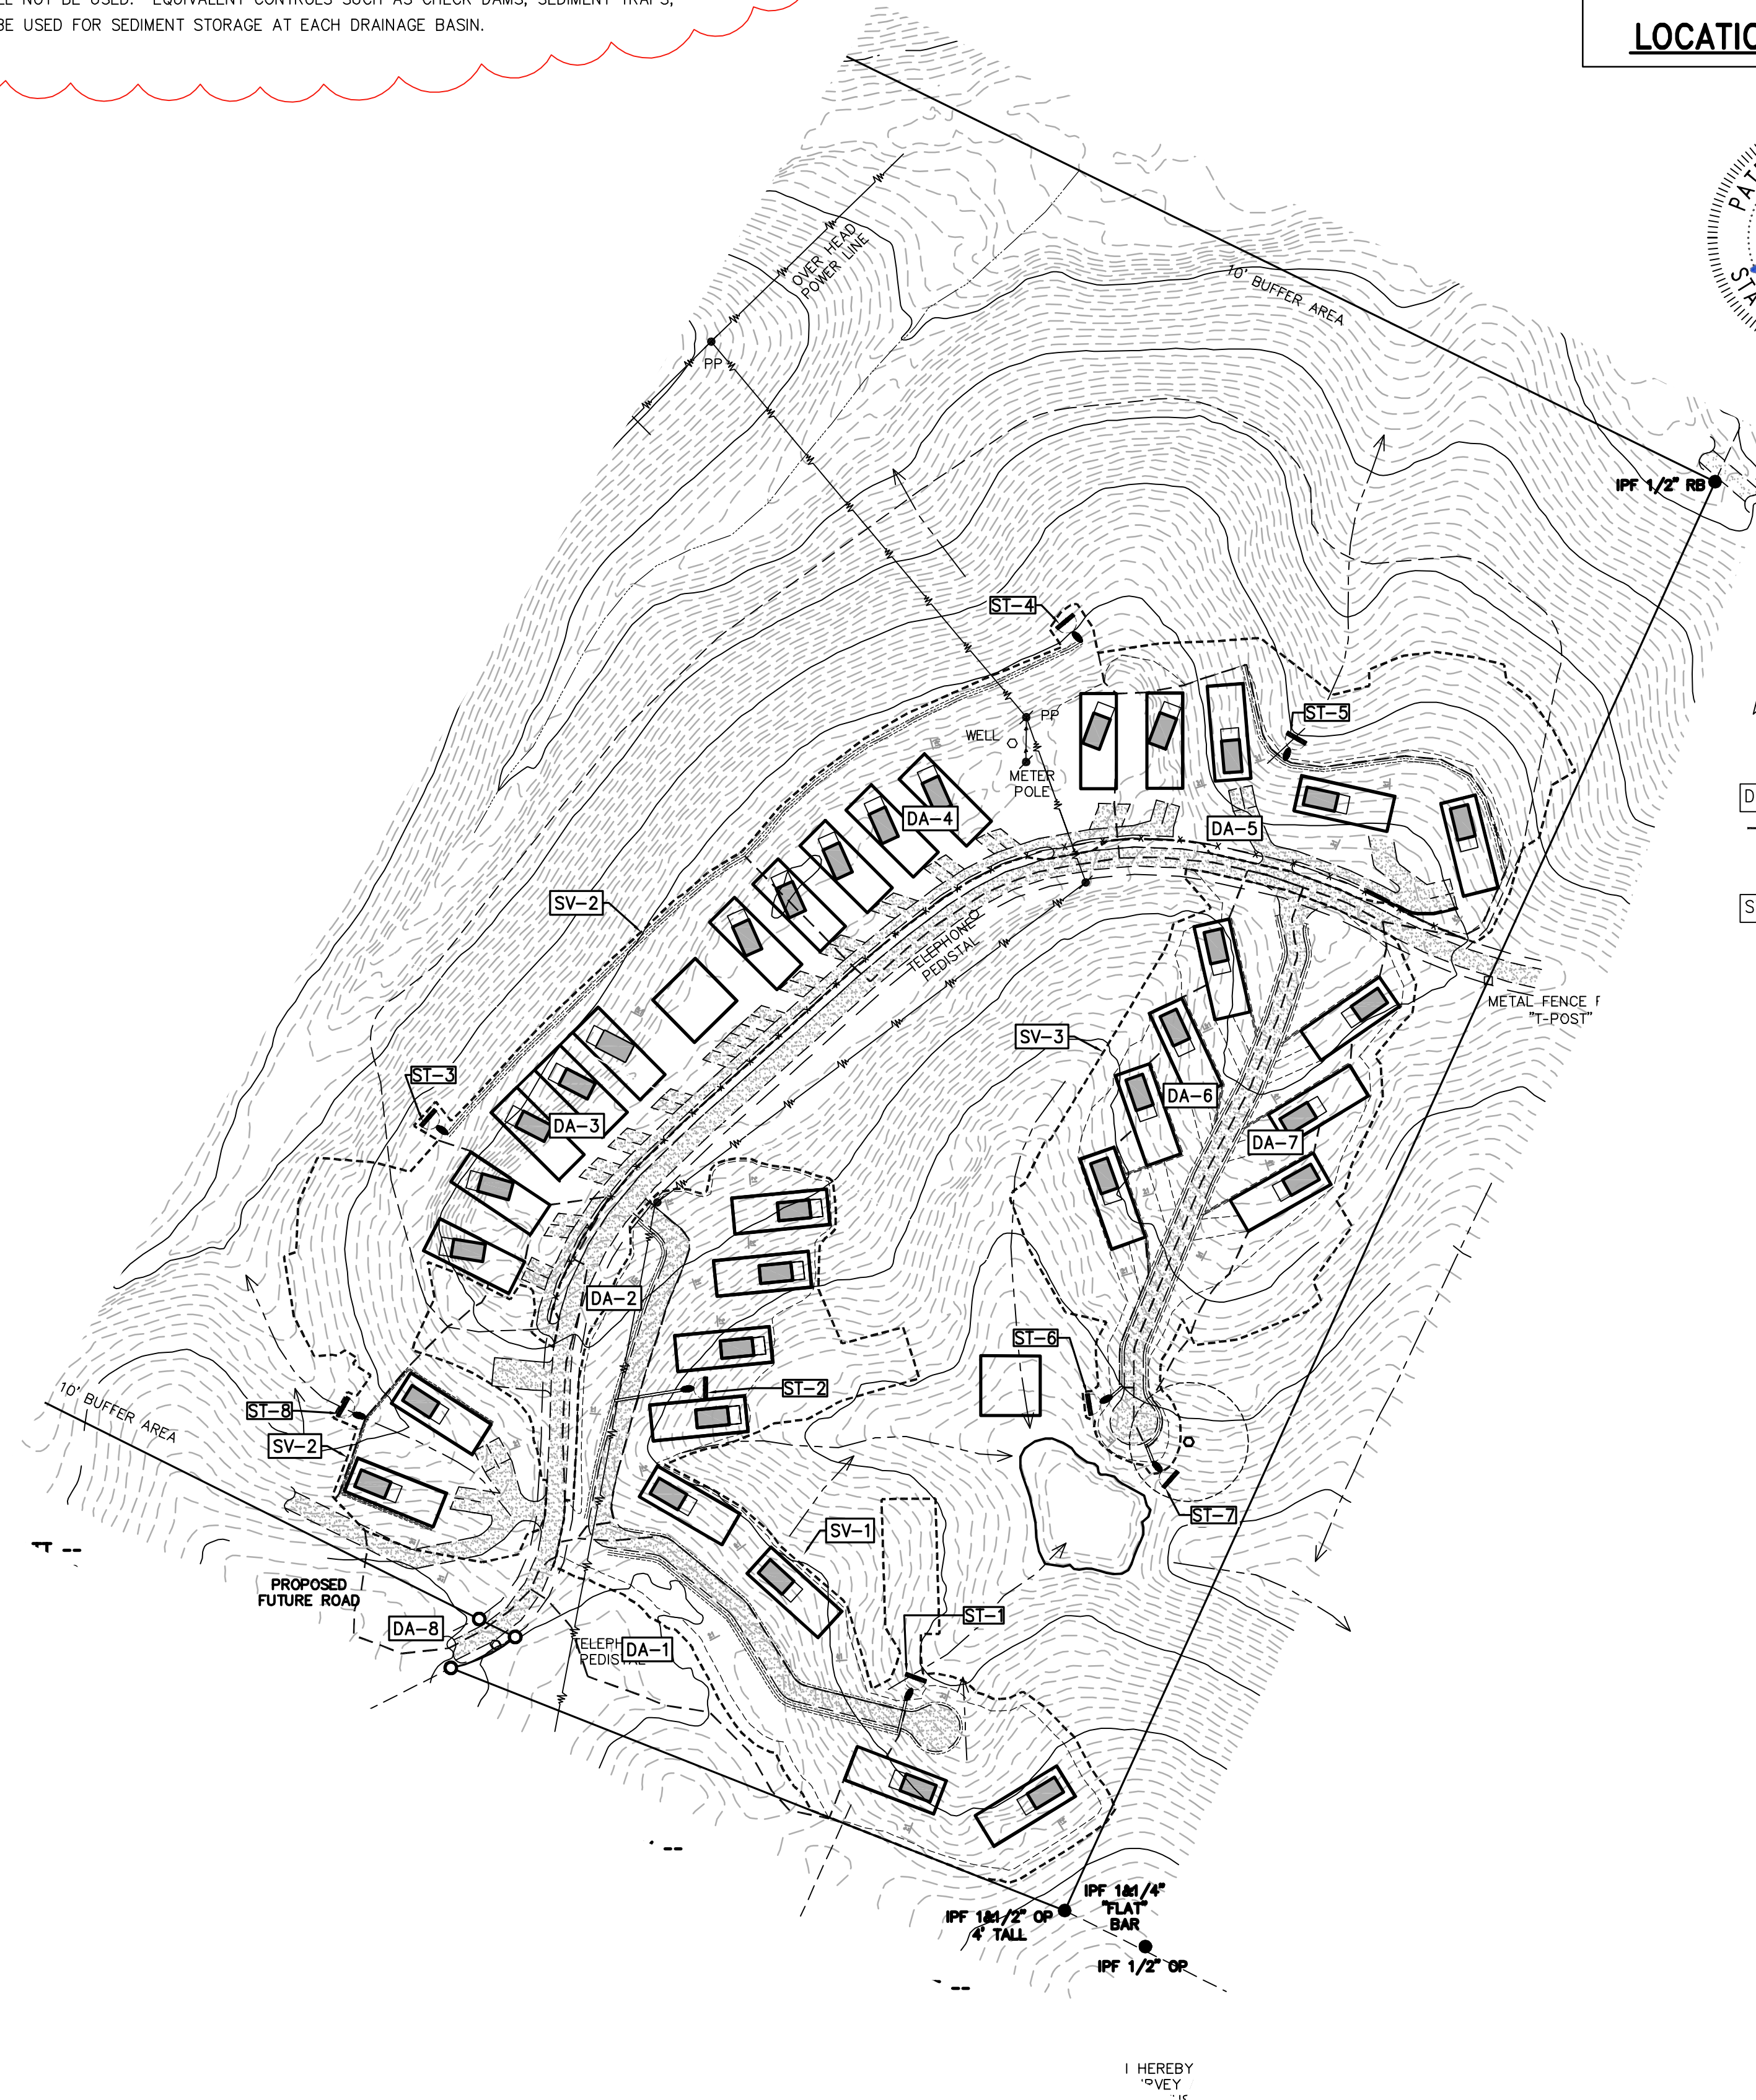 BE USED FOR SEDIMENT STORAGE AT EACH DRAINAGE BASIN.
OVER HEAD
POWER LINE
10' BUFFER AREA
PP
IPF 1/2" RB
ST-4
ST-5
PP
WELL
METER
POLE
DA-4
DA-5
SV-2
TELEPHONE
PEDISTAL
METAL FENCE
"T-POST"
SV-3
ST-3
DA-6
DA-3
DA-7
DA-2
ST-6
ST-2
10' BUFFER AREA
ST-8
SV-2
ST-7
SV-1
PROPOSED
FUTURE ROAD
ST-1
DA-8
DA-1
IPF 1&1/4"
"FLAT"
BAR
IPF 1&1/2" OP
4' TALL
IPF 1/2" OP
I HEREBY